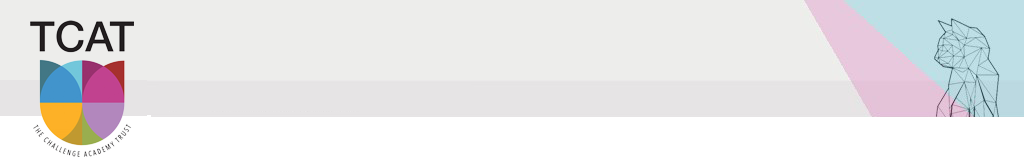 TCAT
THE CHALLENGE ACADEMY TRUST